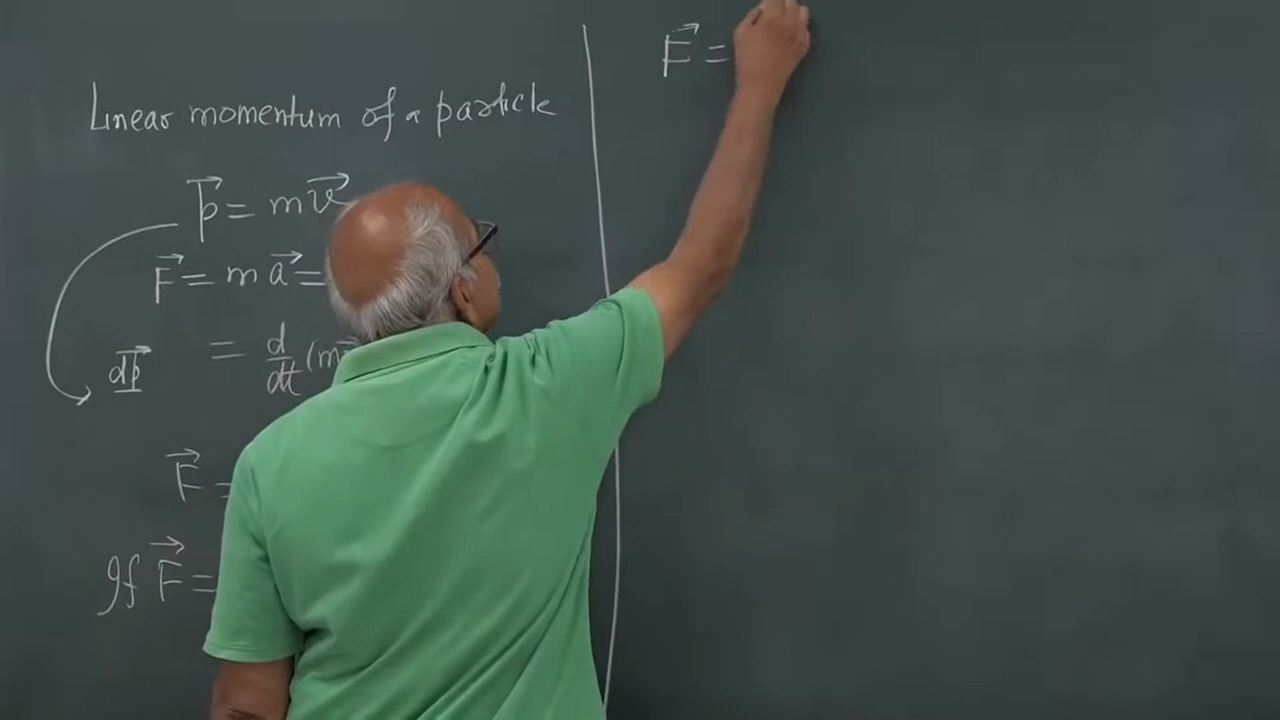 Linear momentum of a particle
p⃗ = mv⃗
F⃗ = ma⃗ =
= d/dt (m
dp⃗
F⃗ =
If F⃗ =
F⃗ =